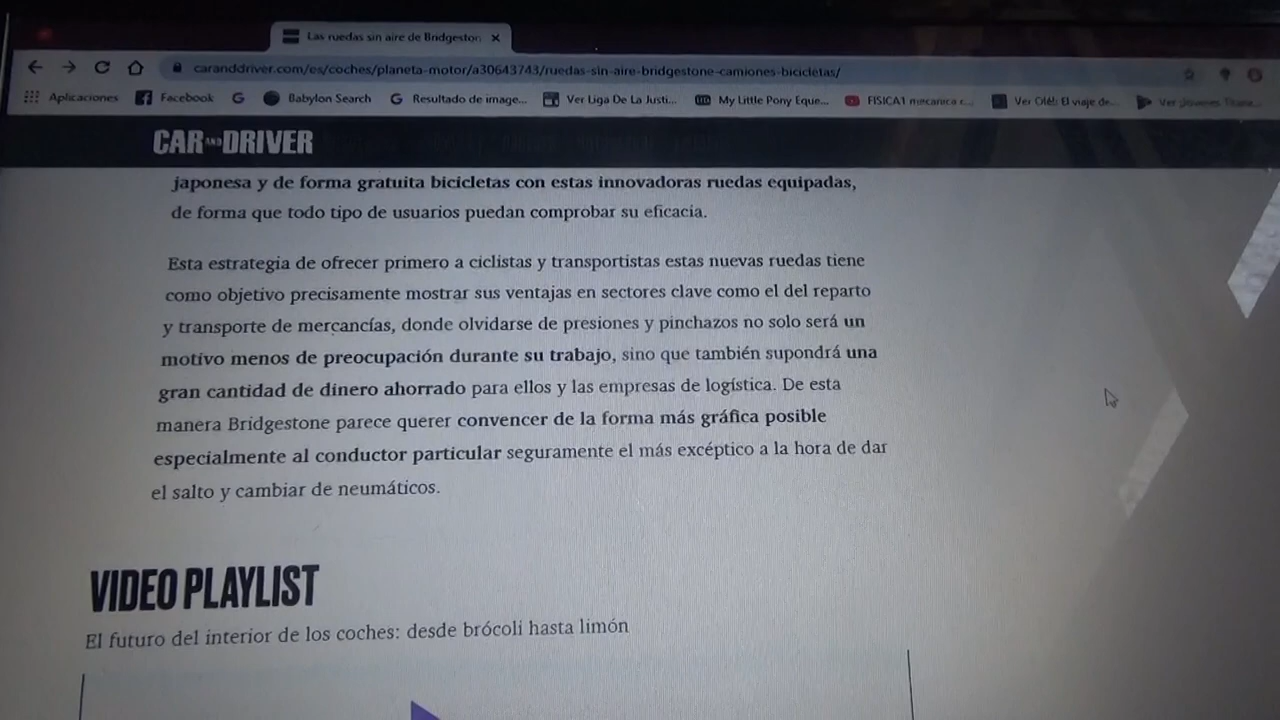 Las ruedas sin aire de Bridgeston
caranddriver.com/es/coches/planeta-motor/a30643743/ruedas-sin-aire-bridgestone-camiones-bicicletas/
Aplicaciones Facebook Babylon Search Resultado de image... Ver Liga De La Justi... My Little Pony Eque... FISICA1 mecanica r... Ver Olé!: El viaje de... Ver Jóvenes Titane...
CAR AND DRIVER
japonesa y de forma gratuita bicicletas con estas innovadoras ruedas equipadas,
de forma que todo tipo de usuarios puedan comprobar su eficacia.
Esta estrategia de ofrecer primero a ciclistas y transportistas estas nuevas ruedas tiene
como objetivo precisamente mostrar sus ventajas en sectores clave como el del reparto
y transporte de mercancías, donde olvidarse de presiones y pinchazos no solo será un
motivo menos de preocupación durante su trabajo, sino que también supondrá una
gran cantidad de dinero ahorrado para ellos y las empresas de logística. De esta
manera Bridgestone parece querer convencer de la forma más gráfica posible
especialmente al conductor particular seguramente el más excéptico a la hora de dar
el salto y cambiar de neumáticos.
VIDEO PLAYLIST
El futuro del interior de los coches: desde brócoli hasta limón